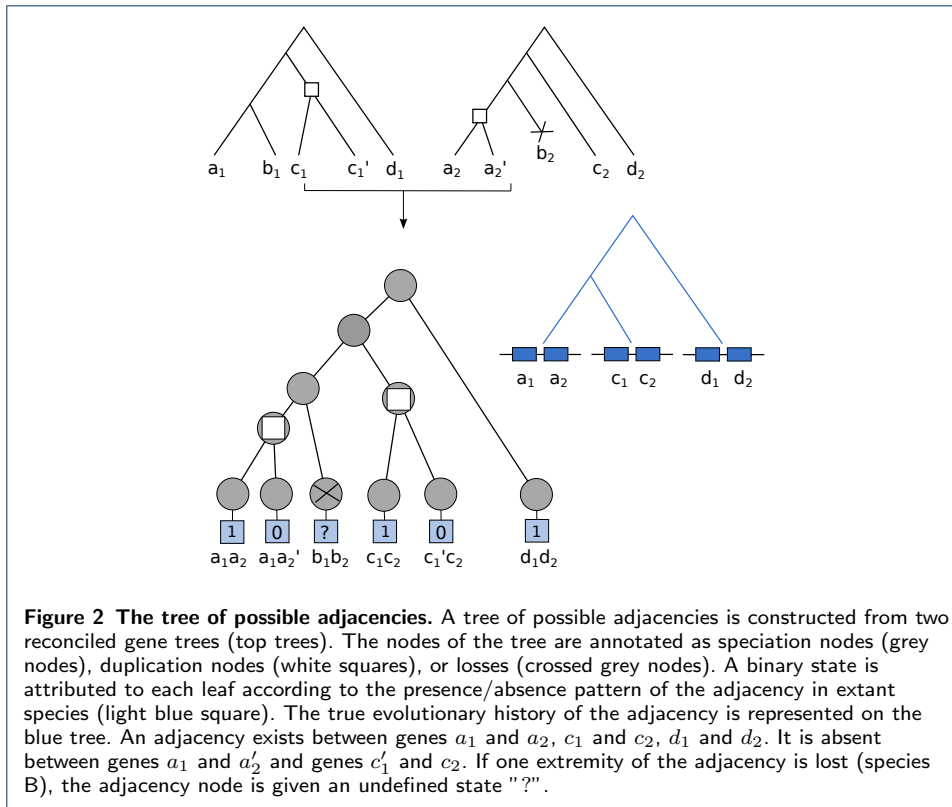 a₁ b₁ c₁ c₁' d₁ a₂ a₂' b₂ c₂ d₂
a₁ a₂ c₁ c₂ d₁ d₂
1 0 ? 1 0 1
a₁a₂ a₁a₂' b₁b₂ c₁c₂ c₁'c₂ d₁d₂
Figure 2 The tree of possible adjacencies. A tree of possible adjacencies is constructed from two
reconciled gene trees (top trees). The nodes of the tree are annotated as speciation nodes (grey
nodes), duplication nodes (white squares), or losses (crossed grey nodes). A binary state is
attributed to each leaf according to the presence/absence pattern of the adjacency in extant
species (light blue square). The true evolutionary history of the adjacency is represented on the
blue tree. An adjacency exists between genes a₁ and a₂, c₁ and c₂, d₁ and d₂. It is absent
between genes a₁ and a′₂ and genes c′₁ and c₂. If one extremity of the adjacency is lost (species
B), the adjacency node is given an undefined state "?".